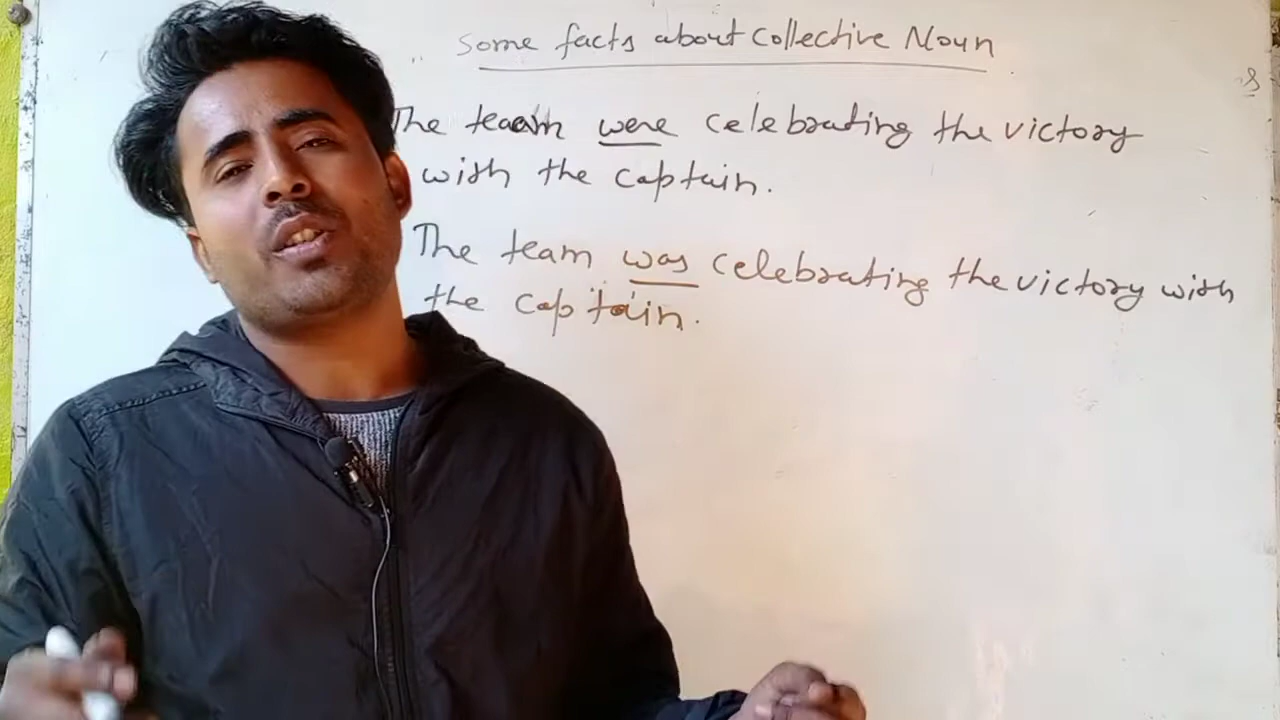 Some facts about Collective Noun
The team were celebrating the victory
with the captain.
The team was celebrating the victory with
the captain.